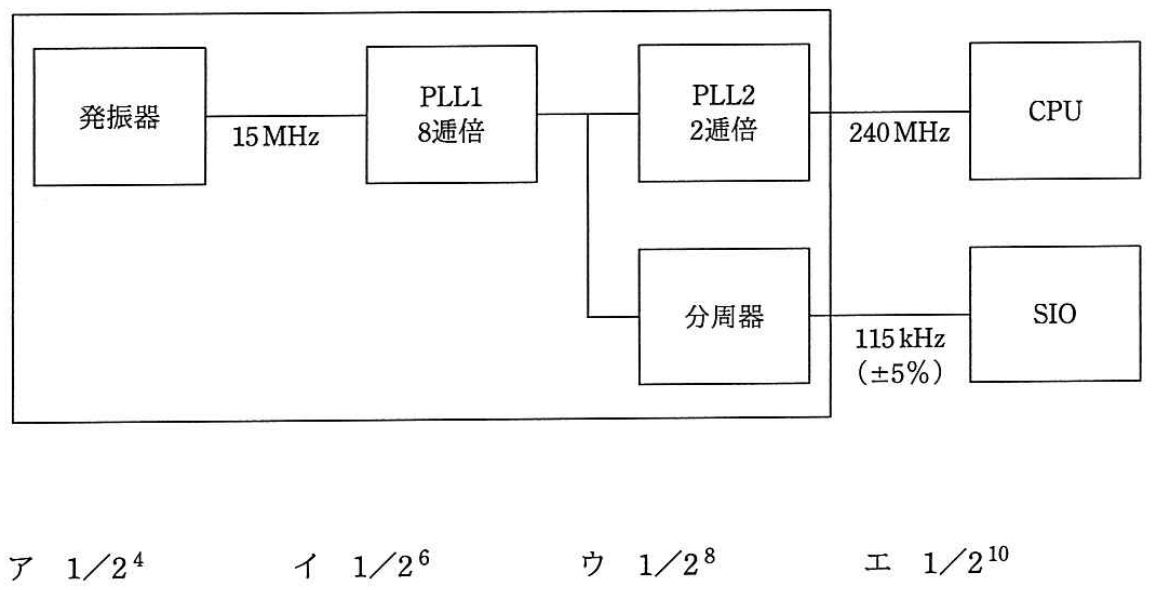 発振器
15 MHz
PLL1
8逓倍
PLL2
2逓倍
240 MHz
CPU
分周器
115 kHz
(±5%)
SIO
ア 1/2⁴ イ 1/2⁶ ウ 1/2⁸ エ 1/2¹⁰